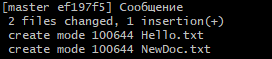 [master ef197f5] Сообщение
 2 files changed, 1 insertion(+)
 create mode 100644 Hello.txt
 create mode 100644 NewDoc.txt